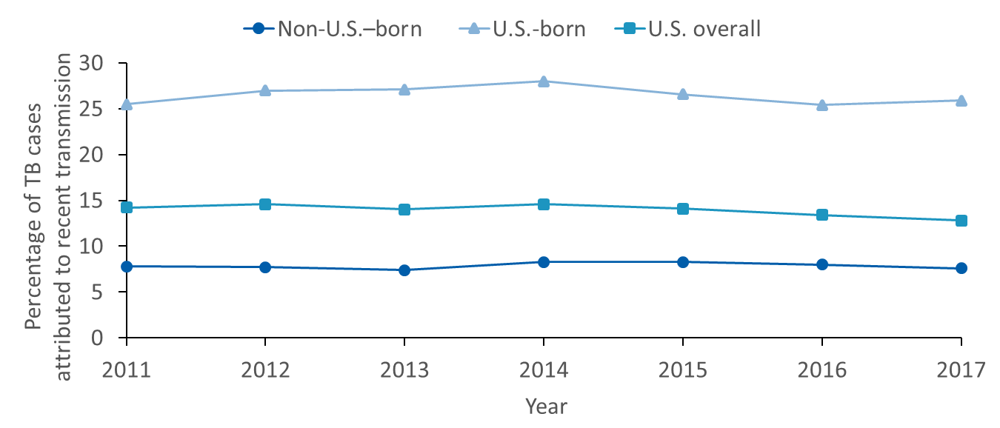 Non-U.S.–born U.S.-born U.S. overall
Percentage of TB cases
attributed to recent transmission
30
25
20
15
10
5
0
2011 2012 2013 2014 2015 2016 2017
Year